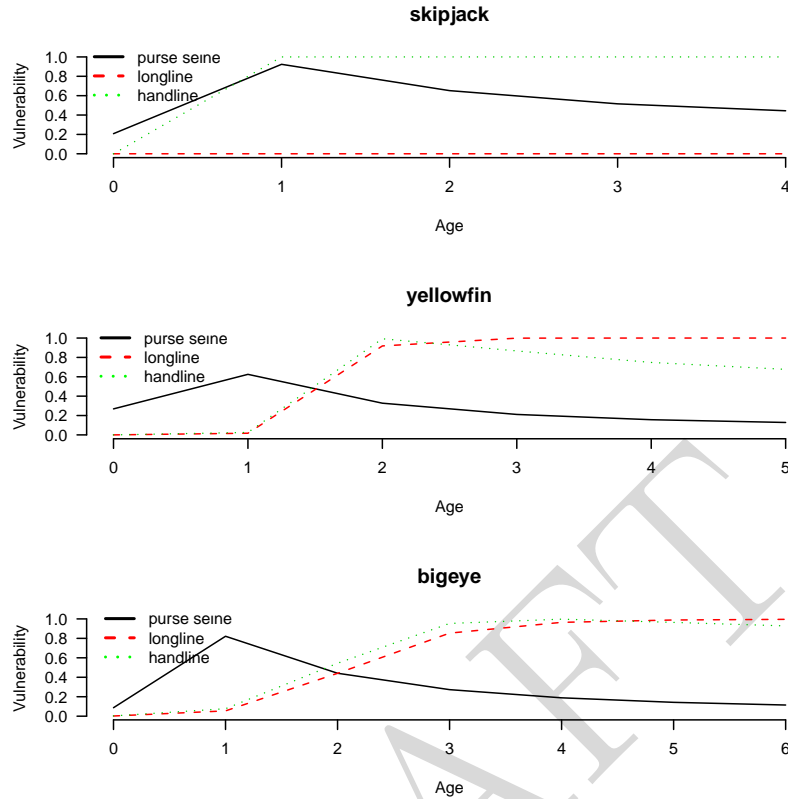 skipjack
Vulnerability
1.0
0.8
0.6
0.4
0.2
0.0
purse seine
longline
handline
0 1 2 3 4
Age
yellowfin
Vulnerability
1.0
0.8
0.6
0.4
0.2
0.0
purse seine
longline
handline
0 1 2 3 4 5
Age
bigeye
Vulnerability
1.0
0.8
0.6
0.4
0.2
0.0
purse seine
longline
handline
0 1 2 3 4 5 6
Age
AFT